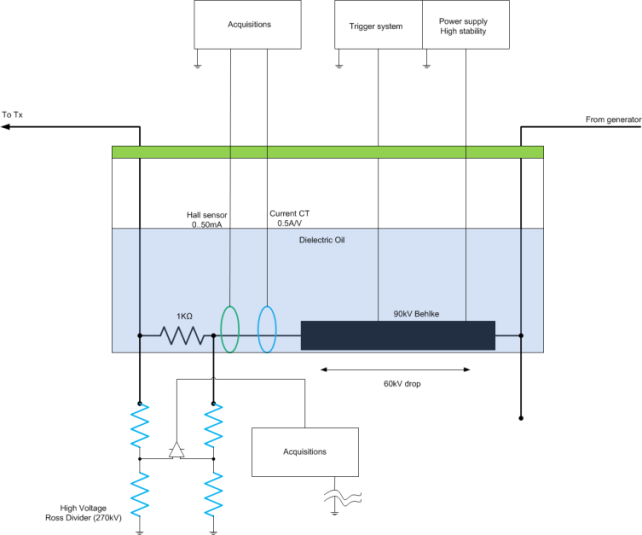 Acquisitions
Trigger system
Power supply
High stability
To Tx
From generator
Hall sensor
0..50mA
Current CT
0.5A/V
Dielectric Oil
1KΩ
90kV Behlke
60kV drop
Acquisitions
High Voltage
Ross Divider (270kV)